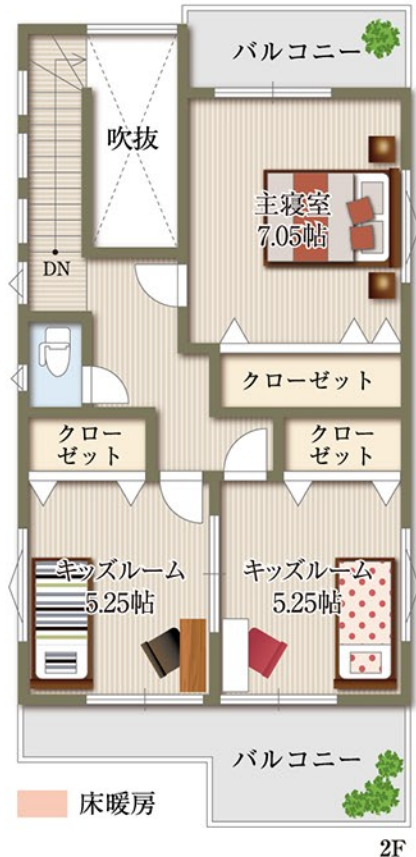 バルコニー
吹抜
主寝室
7.05帖
DN
クローゼット
クロー
ゼット
クロー
ゼット
キッズルーム
5.25帖
キッズルーム
5.25帖
バルコニー
床暖房
2F